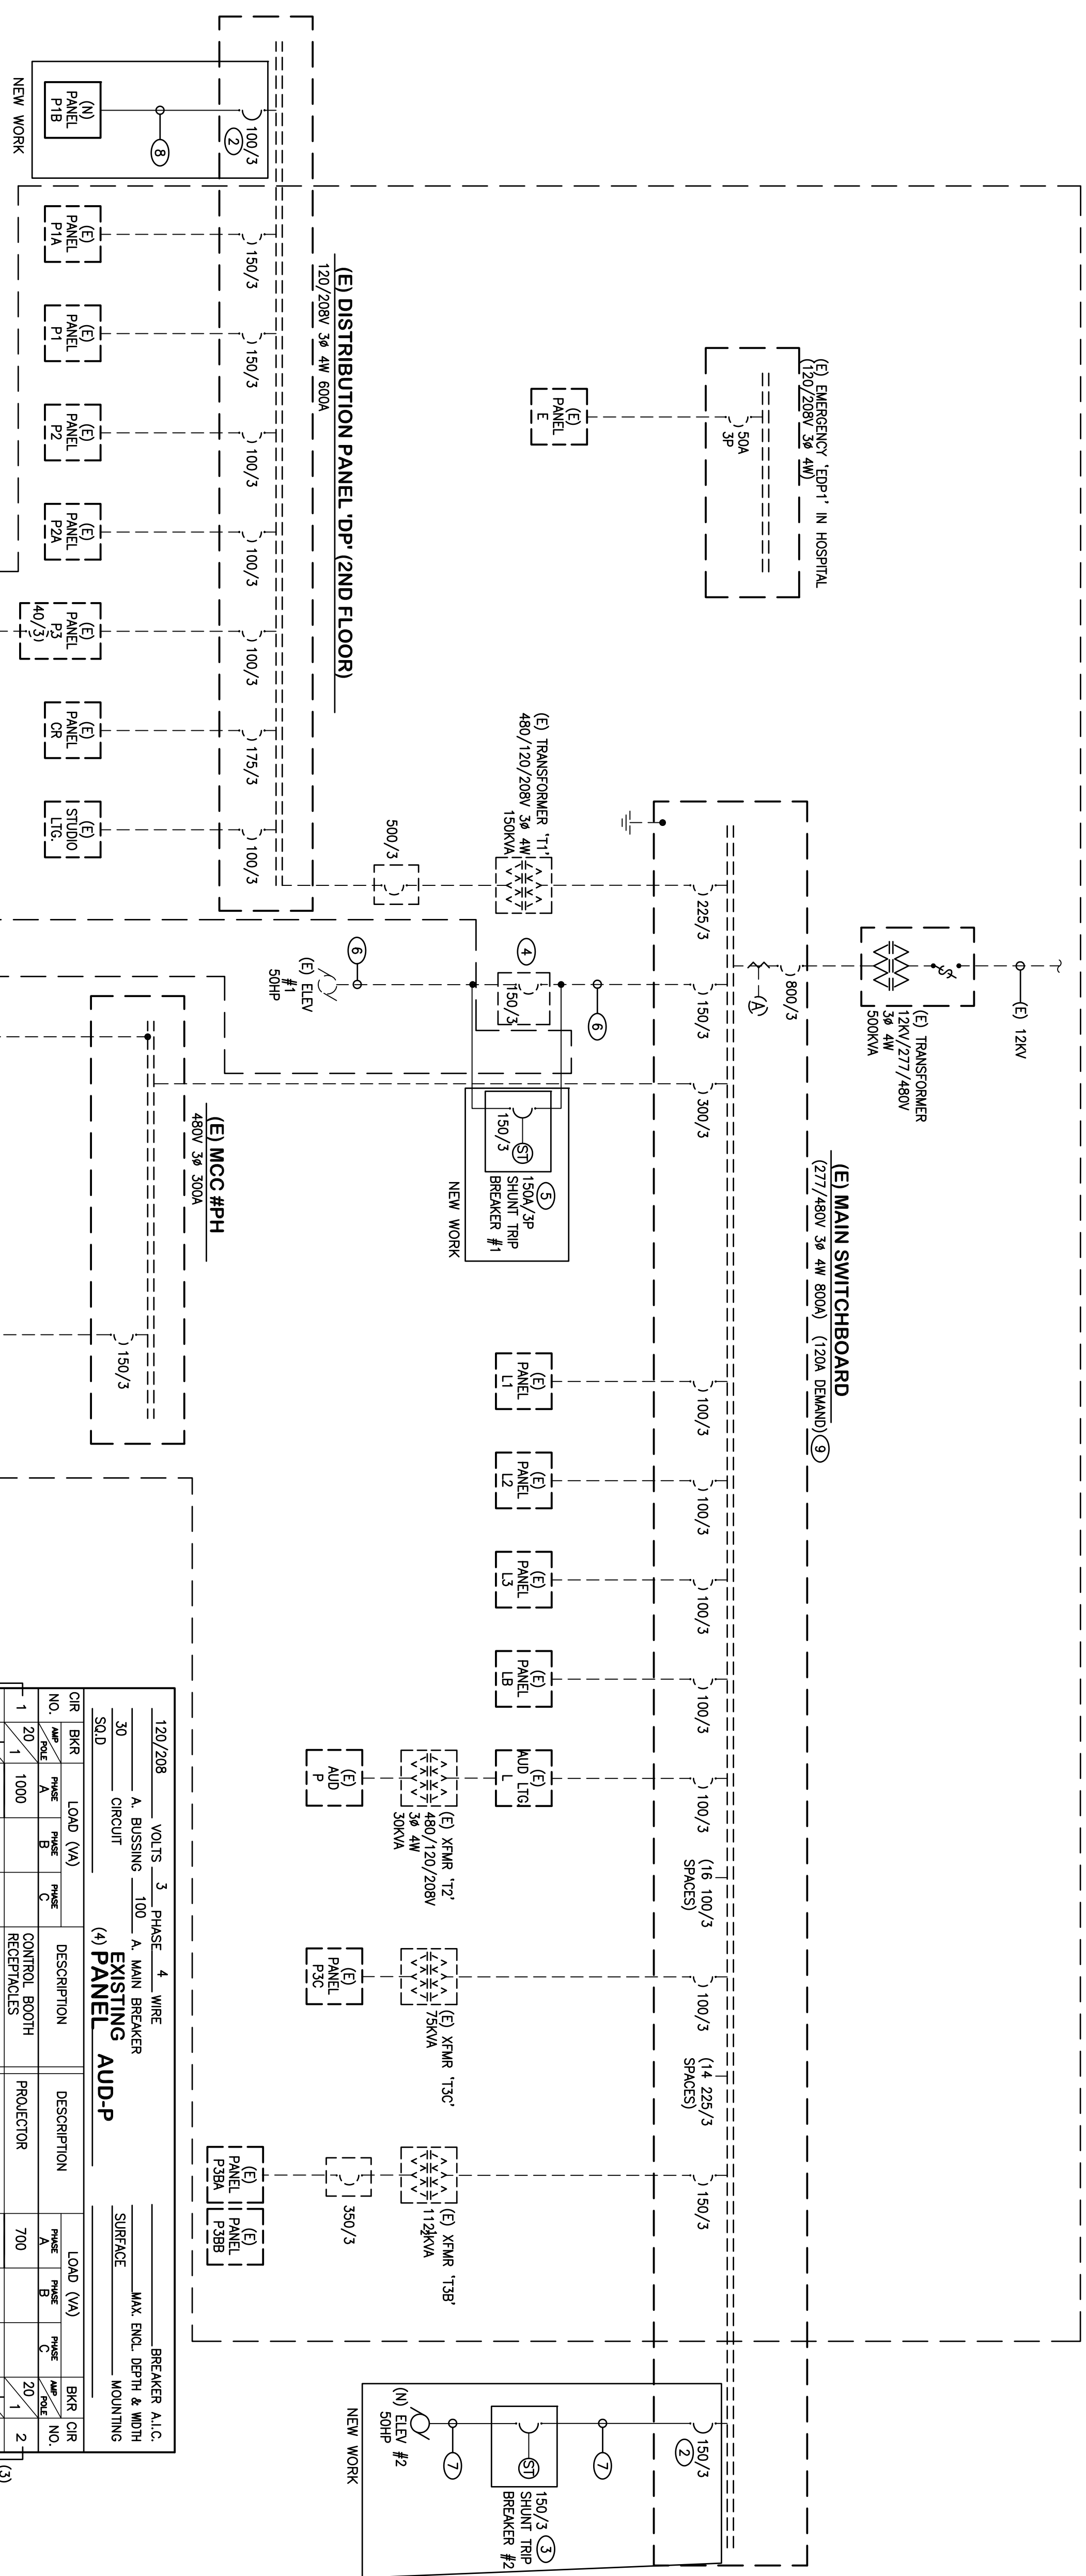 (E) 12KV
(E) TRANSFORMER
12KV/277/480V
3Ø 4W
500KVA
(E) MAIN SWITCHBOARD
(277/480V 3Ø 4W 800A) (120A DEMAND) 9
800/3
(A)
225/3
150/3
300/3
100/3
100/3
100/3
100/3
100/3
(16 100/3
SPACES)
100/3
(14 225/3
SPACES)
150/3
150/3
2
(E) EMERGENCY 'EDP1' IN HOSPITAL
(120/208V 3Ø 4W)
50A
3P
(E)
PANEL
E
(E) TRANSFORMER 'T1'
480/120/208V 3Ø 4W
150KVA
500/3
6
4
150/3
6
(E) ELEV
#1
50HP
150/3
ST
5
150A/3P
SHUNT TRIP
BREAKER #1
NEW WORK
(E)
PANEL
L1
(E)
PANEL
L2
(E)
PANEL
L3
(E)
PANEL
LB
(E)
AUD LTG
L
(E) XFMR 'T2'
480/120/208V
3Ø 4W
30KVA
(E)
AUD
P
(E) XFMR 'T3C'
75KVA
(E)
PANEL
P3C
(E) XFMR 'T3B'
112½KVA
350/3
(E)
PANEL
P3BA
(E)
PANEL
P3BB
7
ST
150/3 3
SHUNT TRIP
BREAKER #2
7
(N) ELEV #2
50HP
NEW WORK
(E) DISTRIBUTION PANEL 'DP' (2ND FLOOR)
120/208V 3Ø 4W 600A
100/3
2
150/3
150/3
100/3
100/3
100/3
175/3
100/3
8
(N)
PANEL
P1B
NEW WORK
(E)
PANEL
P1A
(E)
PANEL
P1
(E)
PANEL
P2
(E)
PANEL
P2A
(E)
PANEL
P3
40/3
(E)
PANEL
CR
(E)
STUDIO
LTG.
(E) MCC #PH
480V 3Ø 300A
150/3
120/208 VOLTS 3 PHASE 4 WIRE BREAKER A.I.C.
A. BUSSING 100 A. MAIN BREAKER MAX. ENCL. DEPTH & WIDTH
30 CIRCUIT EXISTING SURFACE MOUNTING
SQ.D (4) PANEL AUD-P
CIR NO. BKR AMP POLE LOAD (VA) PHASE A PHASE B PHASE C DESCRIPTION DESCRIPTION LOAD (VA) PHASE A PHASE B PHASE C BKR AMP POLE CIR NO.
1 20 1 1000 CONTROL BOOTH RECEPTACLES PROJECTOR 700 20 1 2
(3)